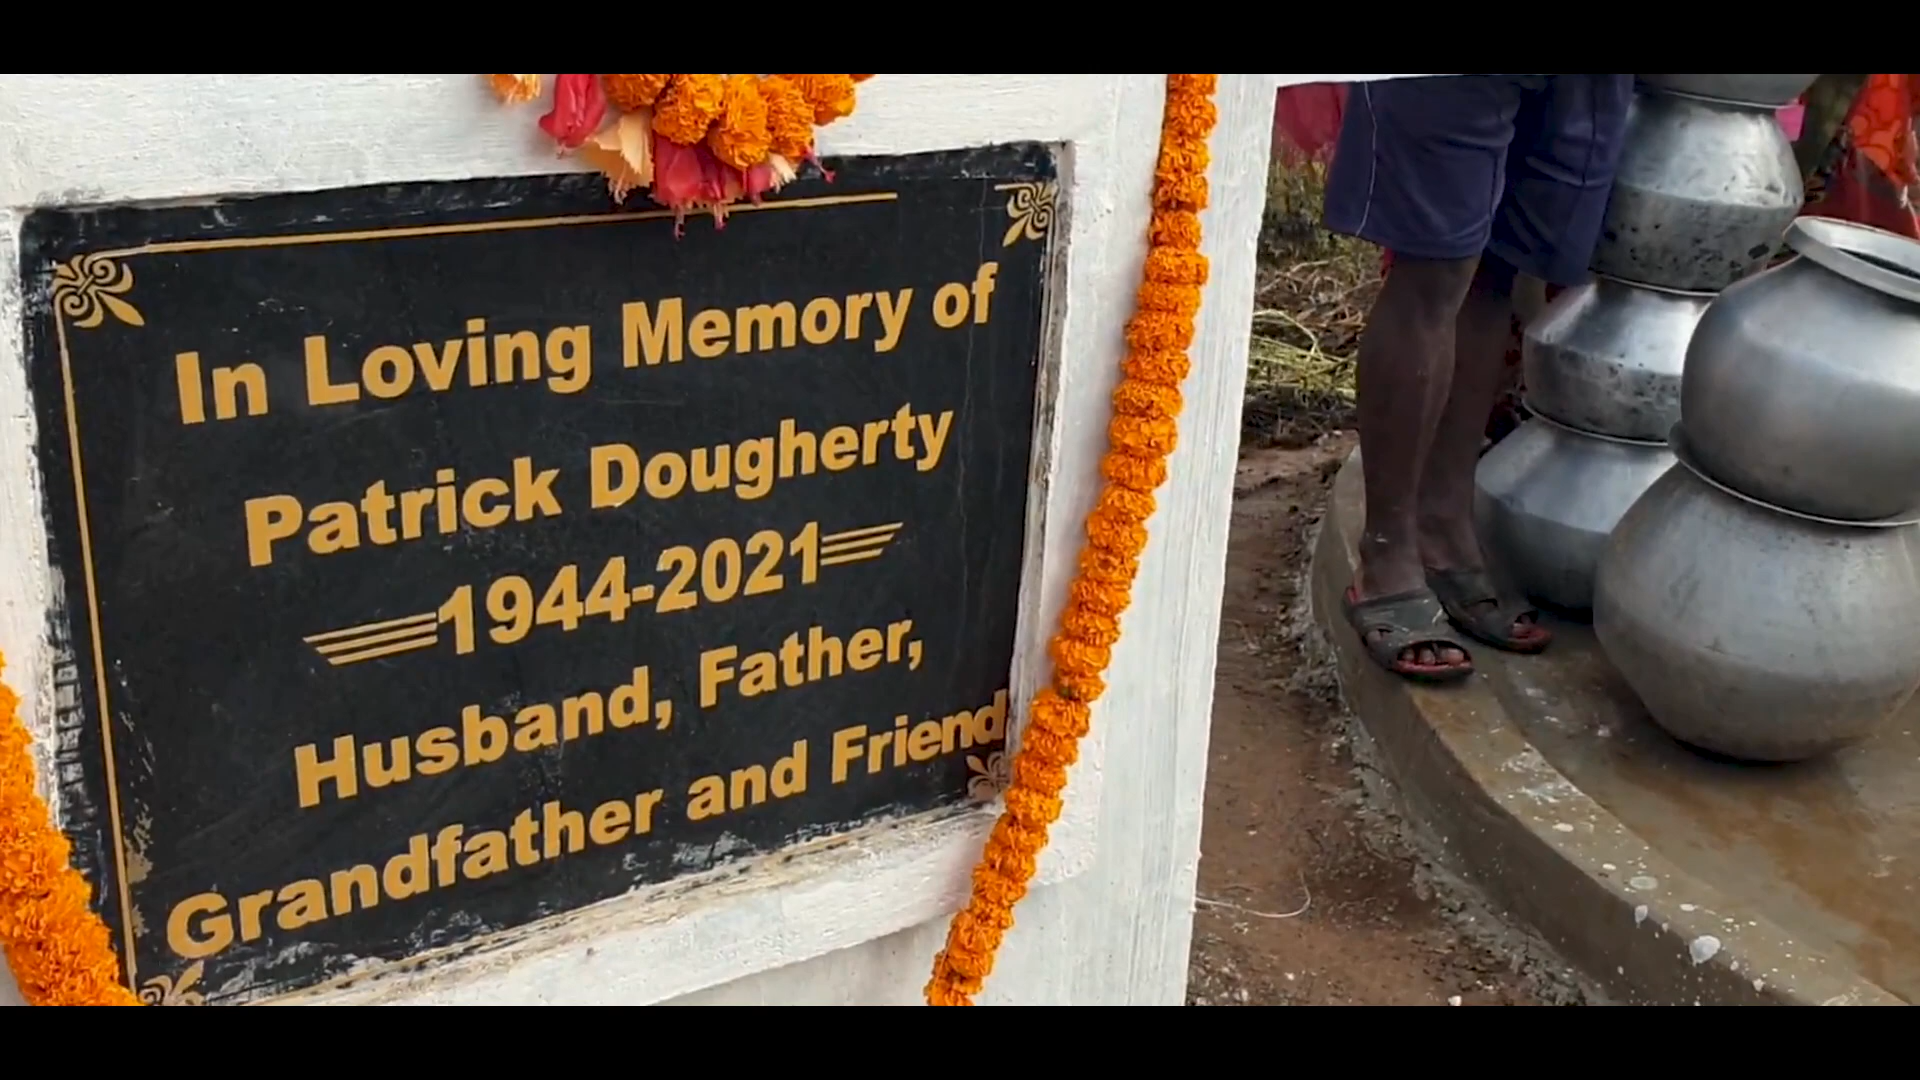 In Loving Memory of
Patrick Dougherty
1944-2021
Husband, Father,
Grandfather and Friend